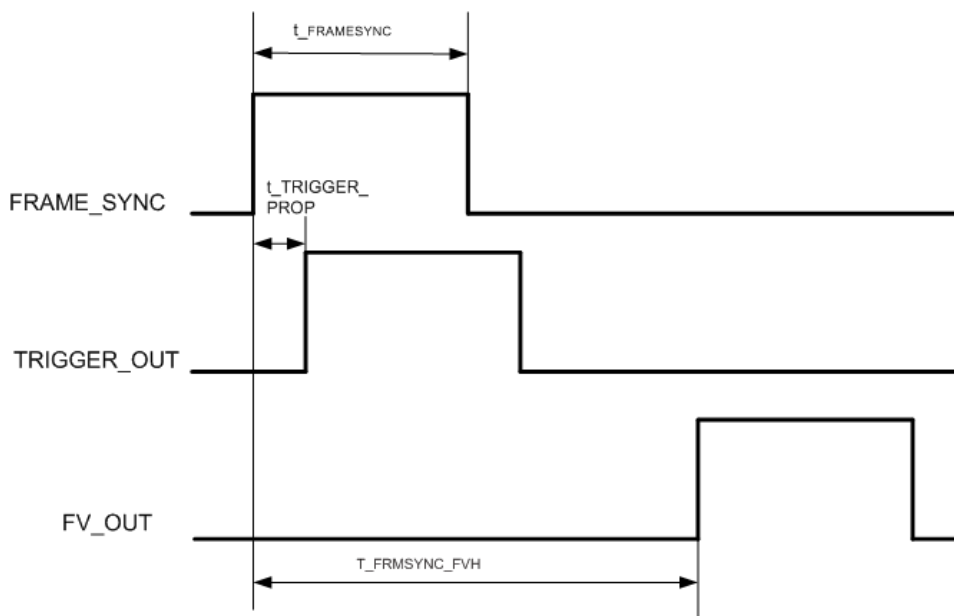 t_FRAMESYNC
FRAME_SYNC
t_TRIGGER_
PROP
TRIGGER_OUT
FV_OUT
T_FRMSYNC_FVH